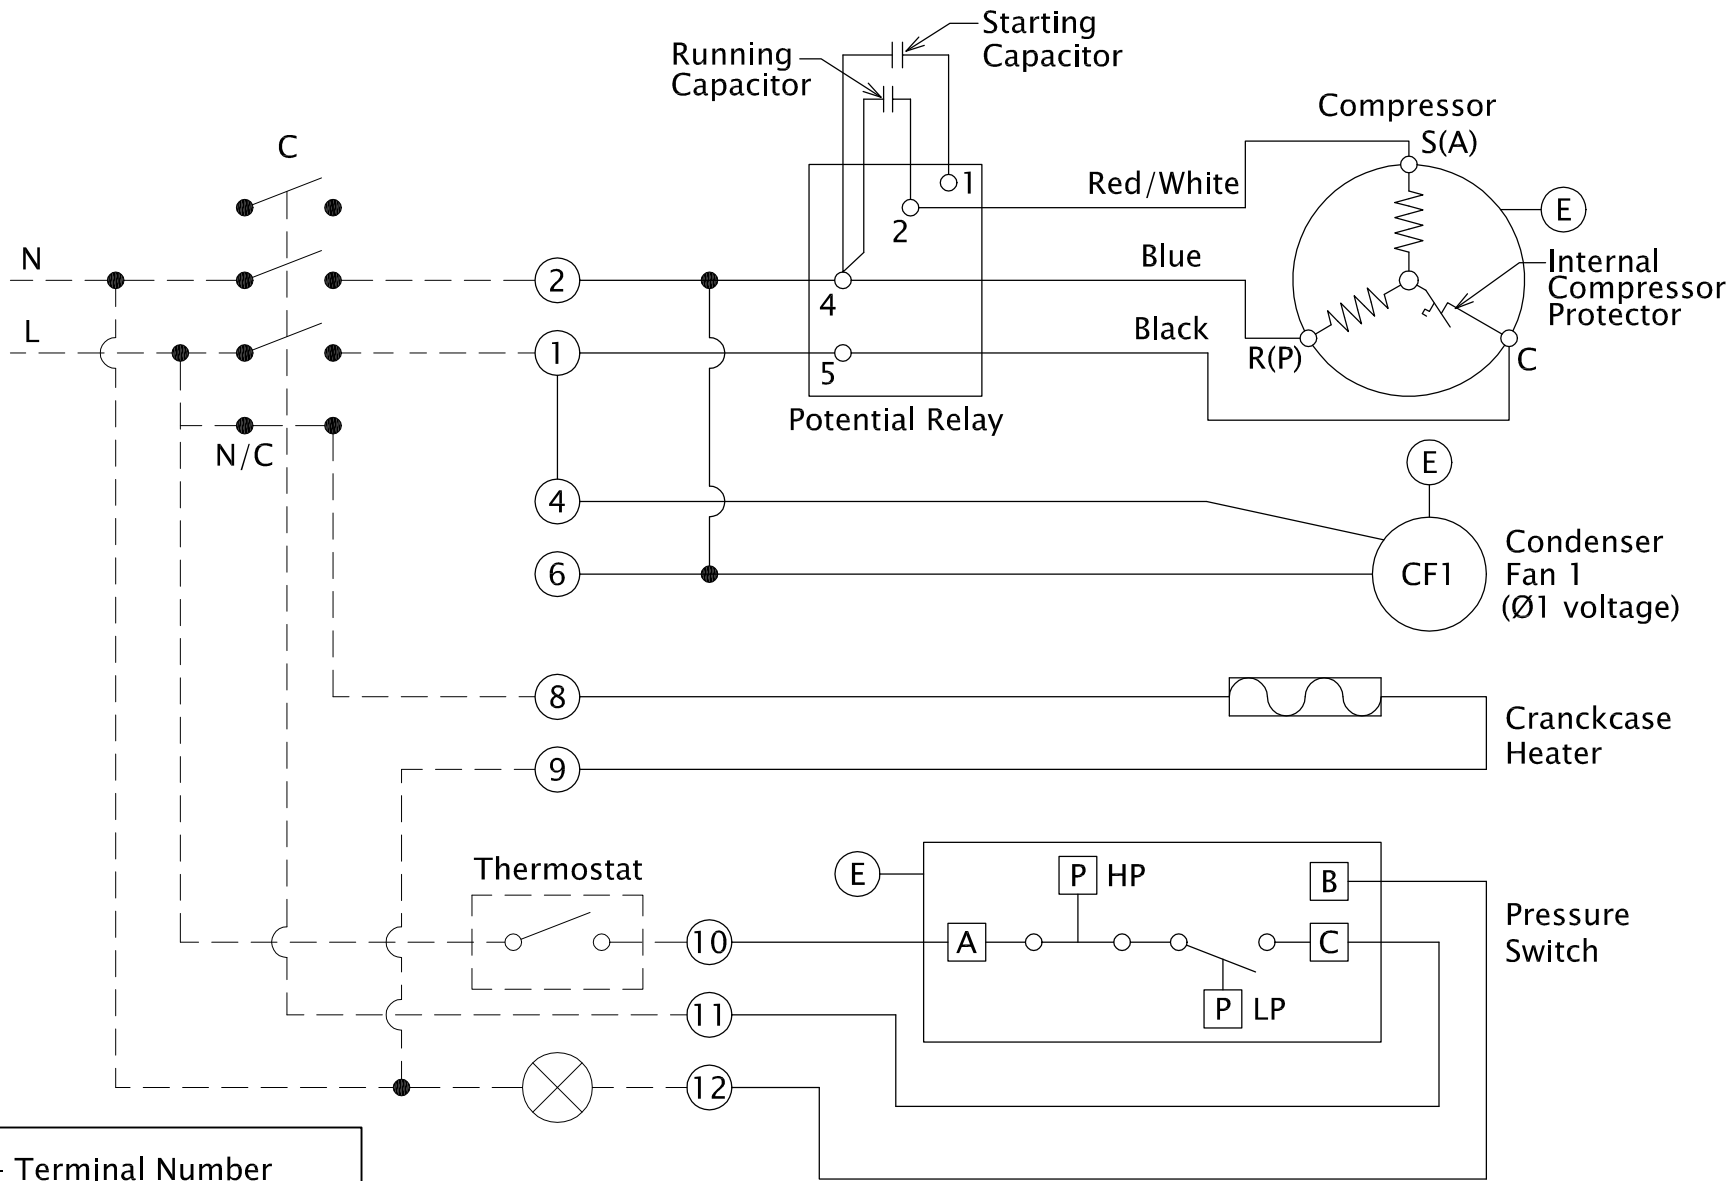 Starting
Capacitor
Running
Capacitor
Compressor
S(A)
C
1
Red/White
E
2
N
2
Blue
Internal
Compressor
Protector
4
L
1
Black
5
R(P)
C
Potential Relay
N/C
E
4
Condenser
Fan 1
(Ø1 voltage)
6
CF1
8
Cranckcase
Heater
9
Thermostat
E
P HP
B
Pressure
Switch
10
A
C
11
P LP
12
Terminal Number